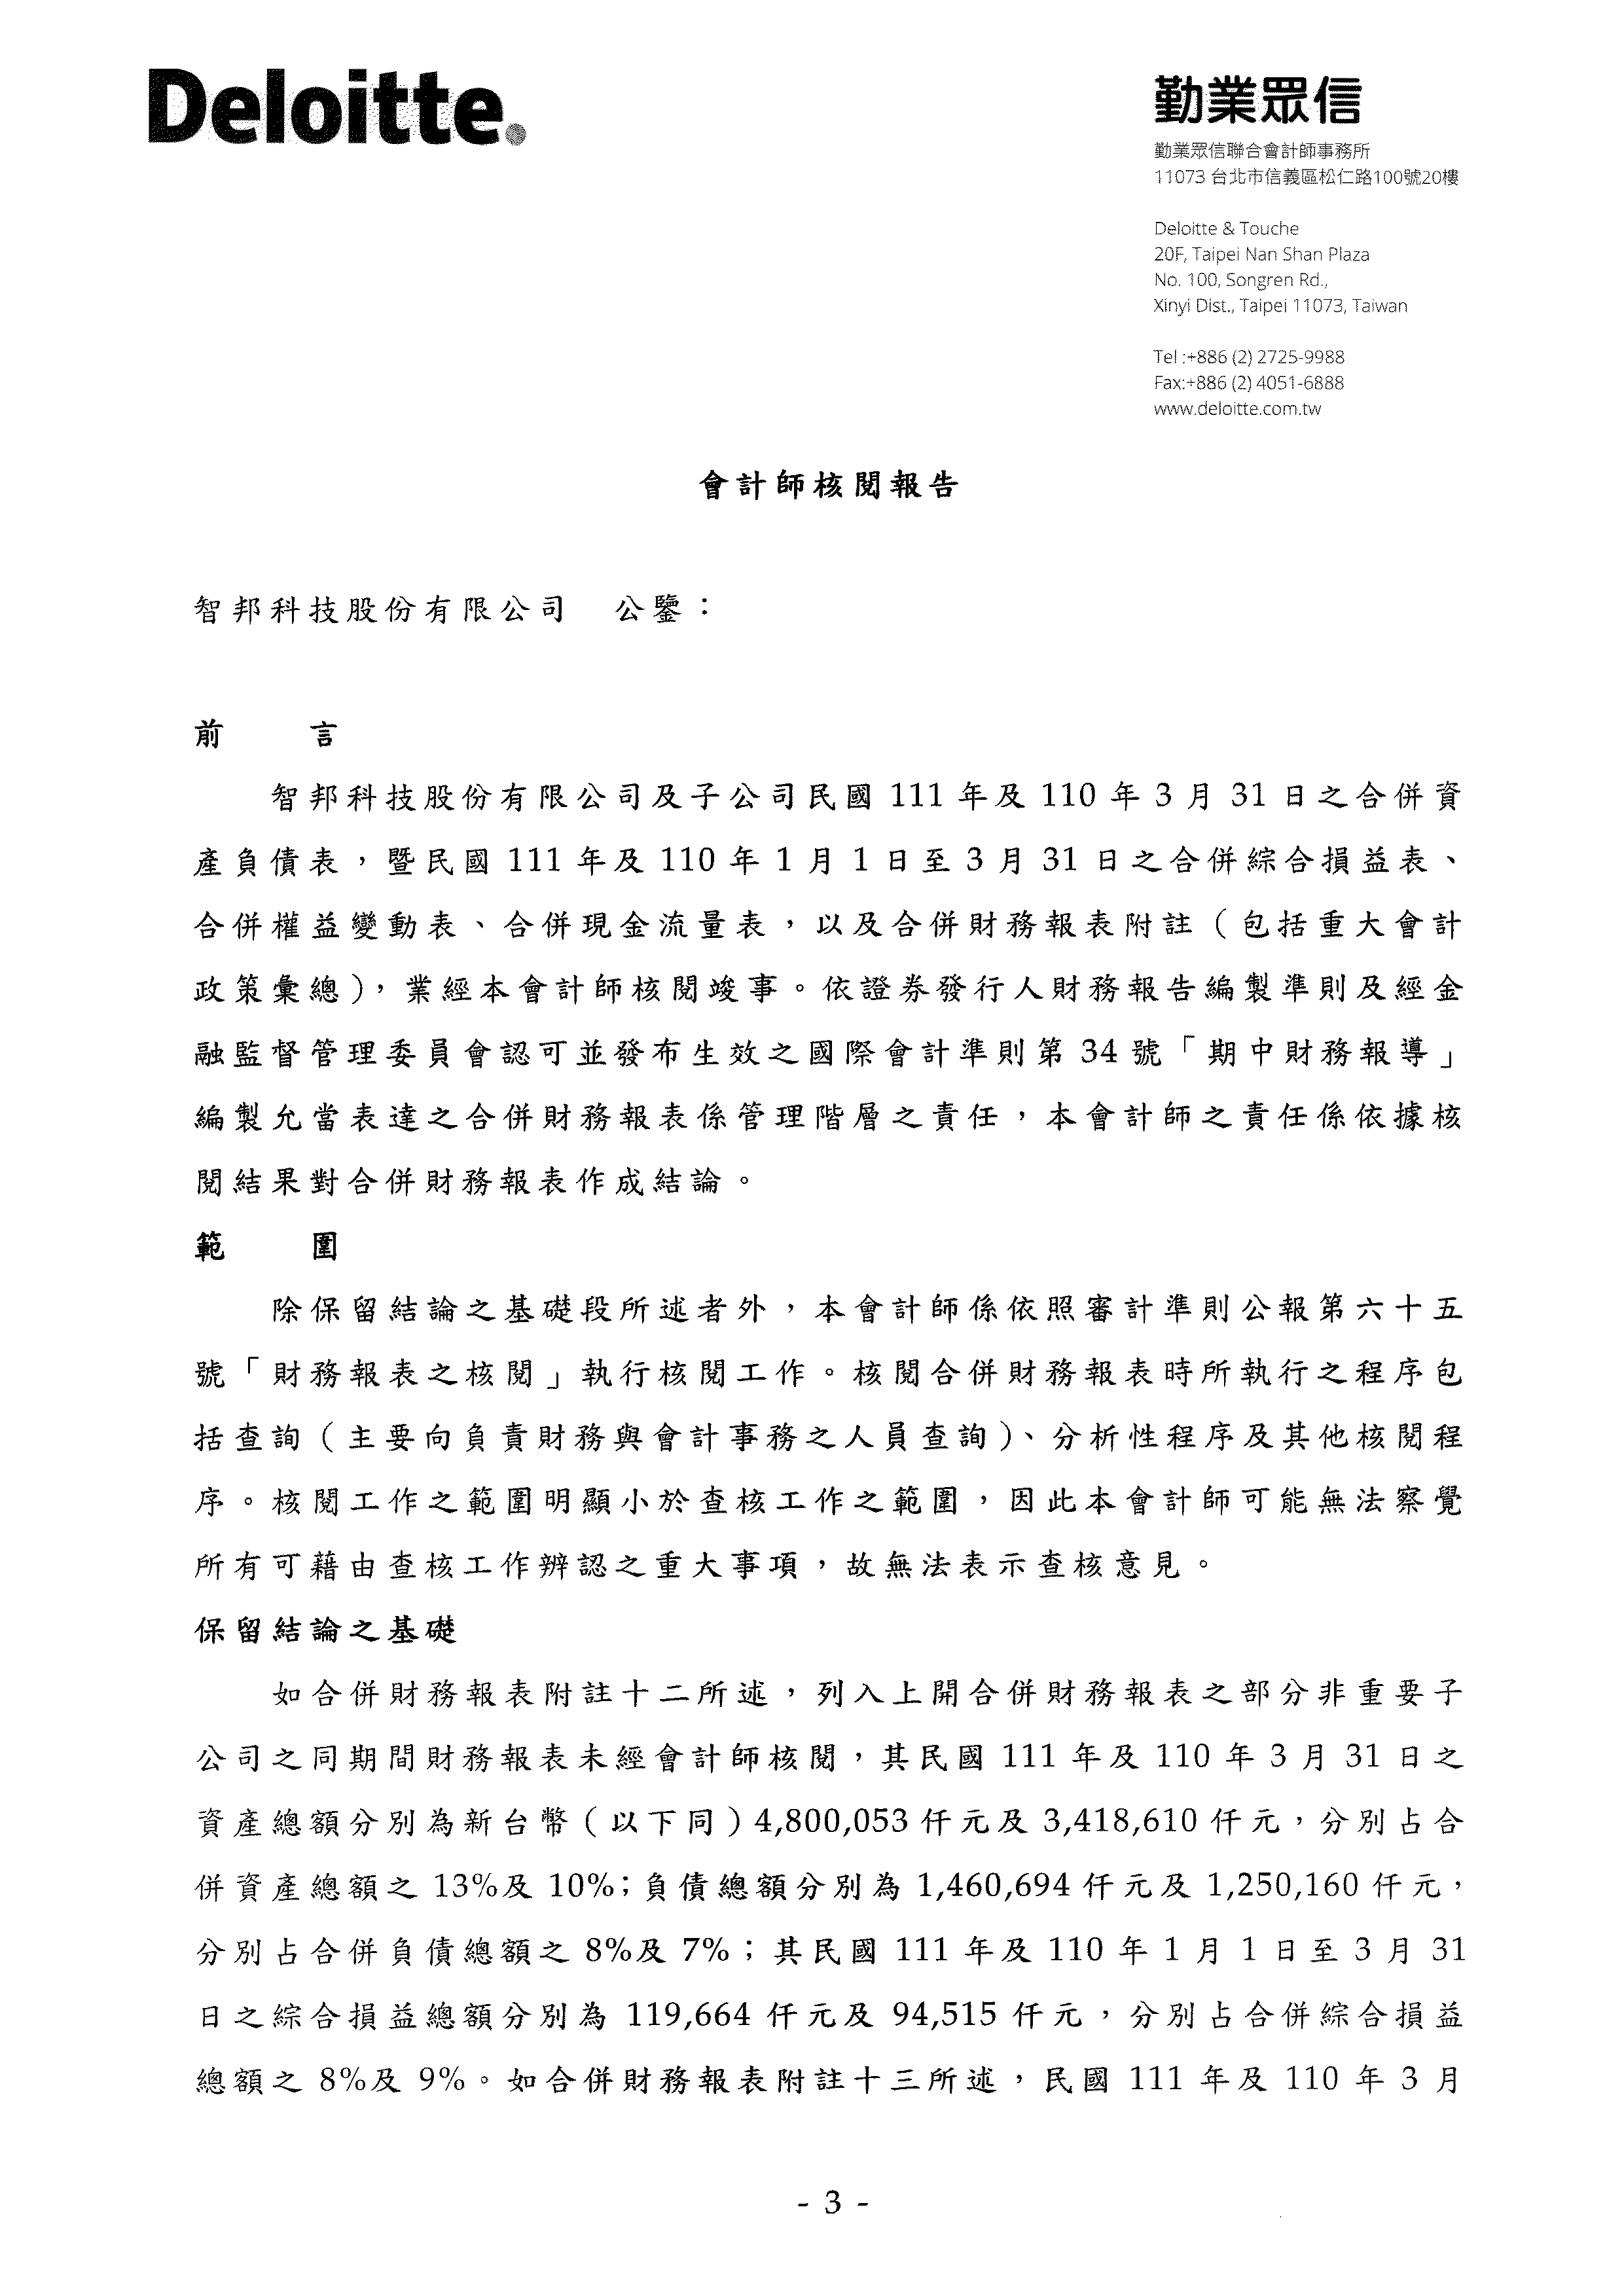 Deloitte.
勤業眾信
勤業眾信聯合會計師事務所
11073 台北市信義區松仁路100號20樓
Deloitte & Touche
20F, Taipei Nan Shan Plaza
No. 100, Songren Rd.,
Xinyi Dist., Taipei 11073, Taiwan
Tel :+886 (2) 2725-9988
Fax:+886 (2) 4051-6888
www.deloitte.com.tw
會計師核閱報告
智邦科技股份有限公司　公鑒：
前　　言
智邦科技股份有限公司及子公司民國 111 年及 110 年 3 月 31 日之合併資
產負債表，暨民國 111 年及 110 年 1 月 1 日至 3 月 31 日之合併綜合損益表、
合併權益變動表、合併現金流量表，以及合併財務報表附註（包括重大會計
政策彙總），業經本會計師核閱竣事。依證券發行人財務報告編製準則及經金
融監督管理委員會認可並發布生效之國際會計準則第 34 號「期中財務報導」
編製允當表達之合併財務報表係管理階層之責任，本會計師之責任係依據核
閱結果對合併財務報表作成結論。
範　　圍
除保留結論之基礎段所述者外，本會計師係依照審計準則公報第六十五
號「財務報表之核閱」執行核閱工作。核閱合併財務報表時所執行之程序包
括查詢（主要向負責財務與會計事務之人員查詢）、分析性程序及其他核閱程
序。核閱工作之範圍明顯小於查核工作之範圍，因此本會計師可能無法察覺
所有可藉由查核工作辨認之重大事項，故無法表示查核意見。
保留結論之基礎
如合併財務報表附註十二所述，列入上開合併財務報表之部分非重要子
公司之同期間財務報表未經會計師核閱，其民國 111 年及 110 年 3 月 31 日之
資產總額分別為新台幣（以下同）4,800,053 仟元及 3,418,610 仟元，分別占合
併資產總額之 13%及 10%；負債總額分別為 1,460,694 仟元及 1,250,160 仟元，
分別占合併負債總額之 8%及 7%；其民國 111 年及 110 年 1 月 1 日至 3 月 31
日之綜合損益總額分別為 119,664 仟元及 94,515 仟元，分別占合併綜合損益
總額之 8%及 9%。如合併財務報表附註十三所述，民國 111 年及 110 年 3 月
- 3 -